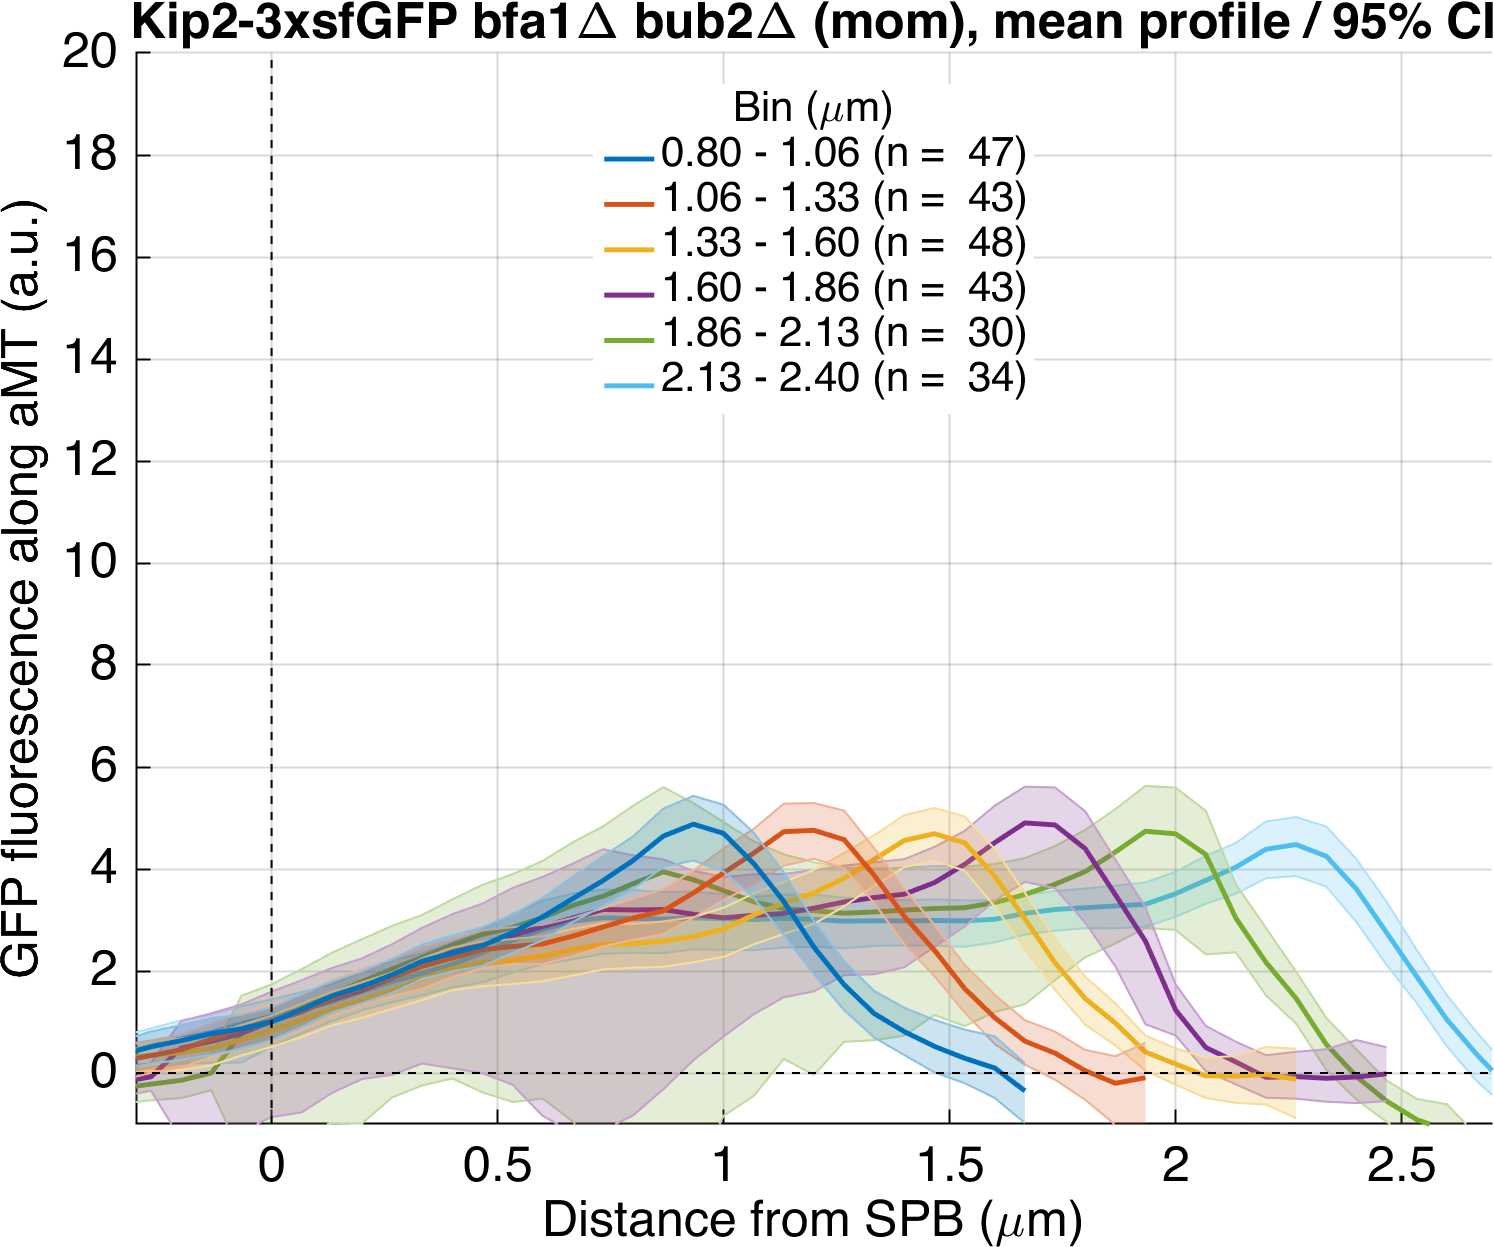 Kip2-3xsfGFP bfa1Δ bub2Δ (mom), mean profile / 95% CI
GFP fluorescence along aMT (a.u.)
20
18
16
14
12
10
8
6
4
2
0
Bin (μm)
0.80 - 1.06 (n = 47)
1.06 - 1.33 (n = 43)
1.33 - 1.60 (n = 48)
1.60 - 1.86 (n = 43)
1.86 - 2.13 (n = 30)
2.13 - 2.40 (n = 34)
0 0.5 1 1.5 2 2.5
Distance from SPB (μm)